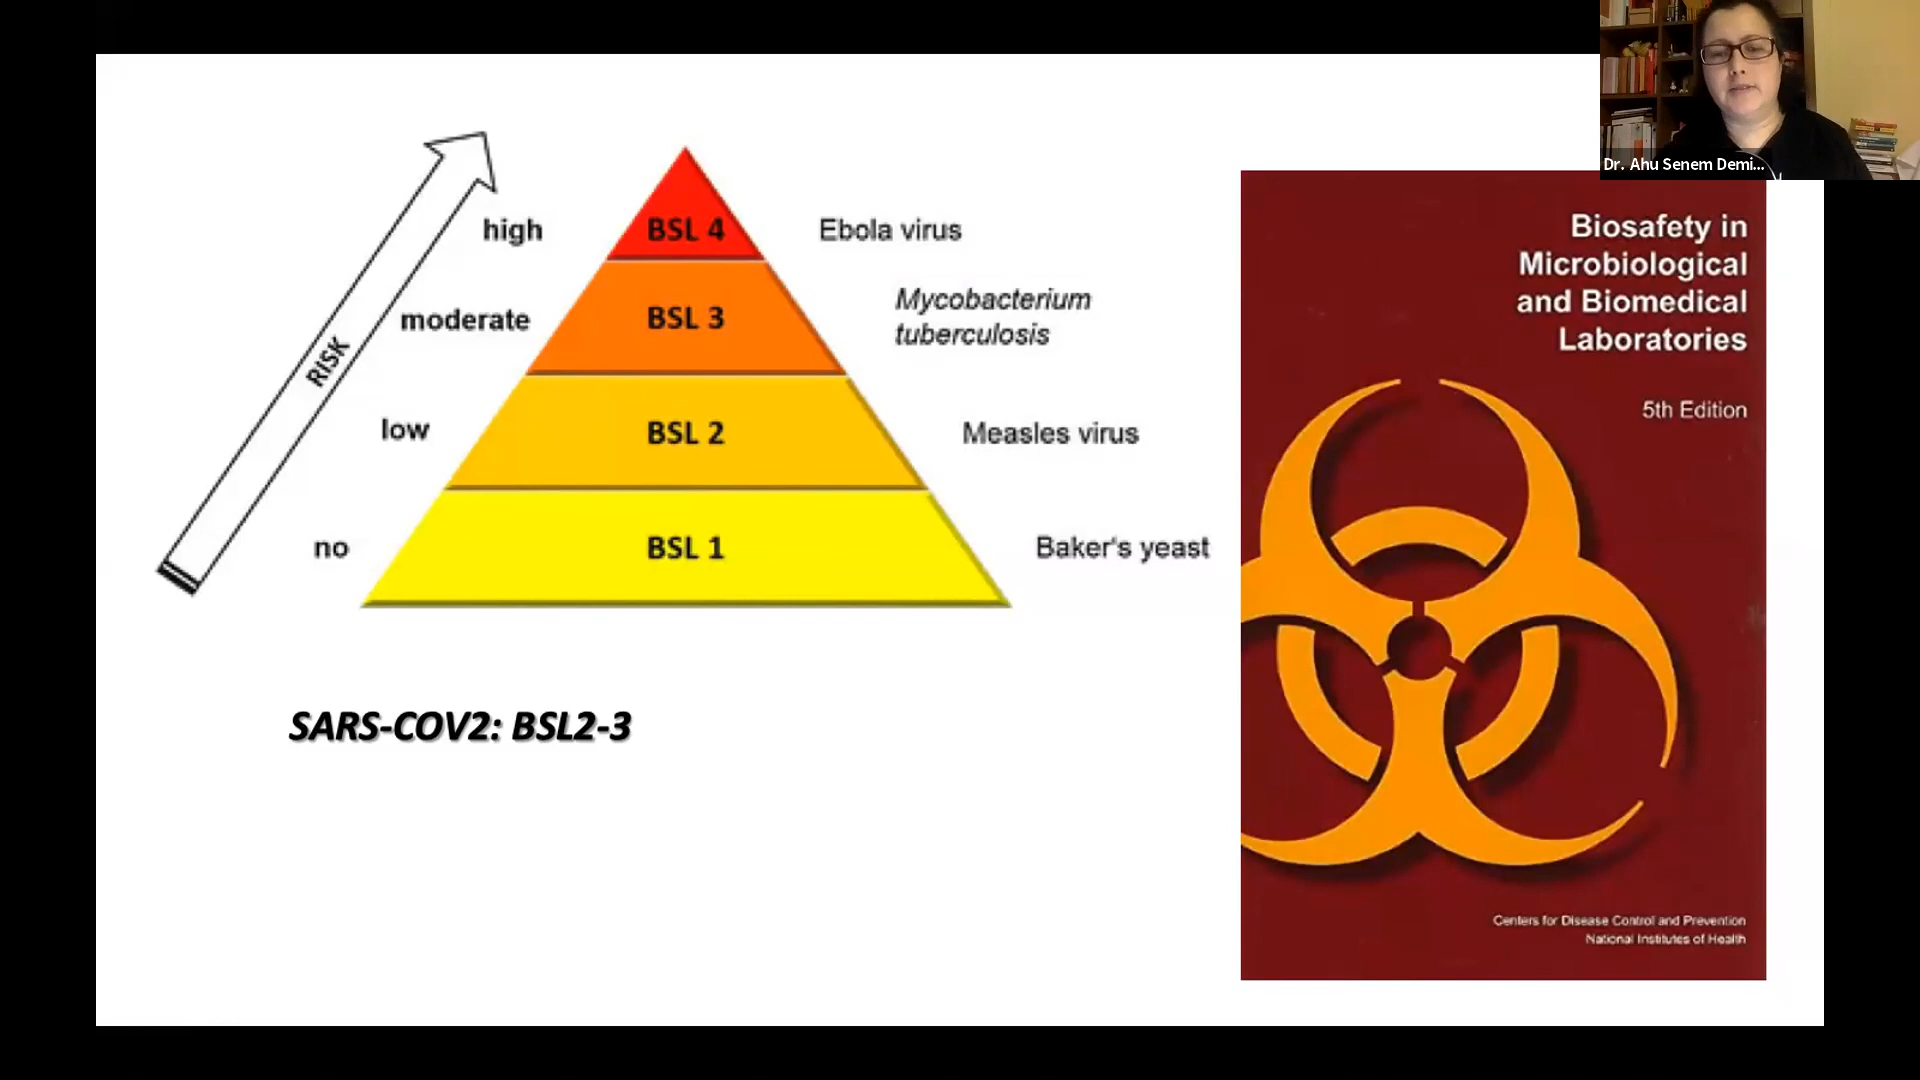 Dr. Ahu Senem Demi...
high
BSL 4
Ebola virus
moderate
BSL 3
Mycobacterium
tuberculosis
RISK
low
BSL 2
Measles virus
no
BSL 1
Baker's yeast
SARS-COV2: BSL2-3
Biosafety in
Microbiological
and Biomedical
Laboratories
5th Edition
Centers for Disease Control and Prevention
National Institutes of Health